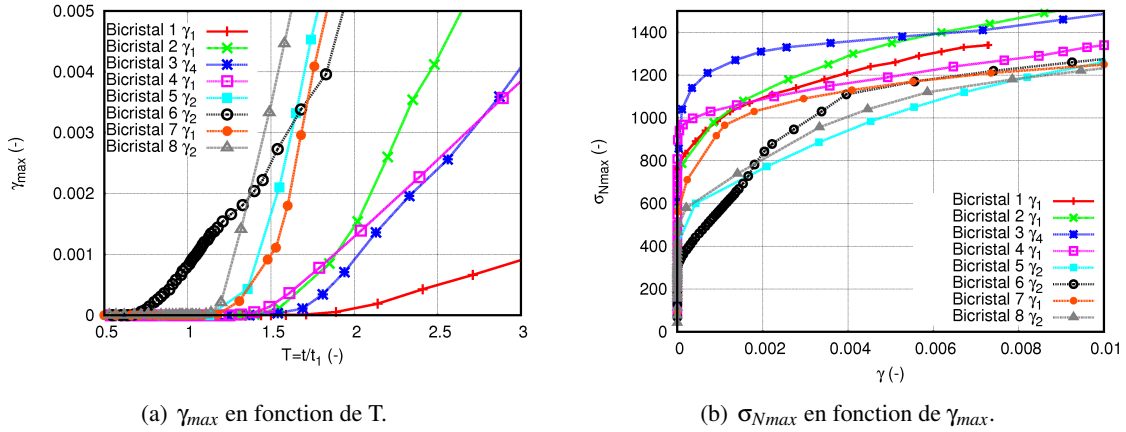 0.005
0.004
0.003
0.002
0.001
0
γmax (-)
Bicristal 1 γ1
Bicristal 2 γ1
Bicristal 3 γ4
Bicristal 4 γ1
Bicristal 5 γ2
Bicristal 6 γ2
Bicristal 7 γ1
Bicristal 8 γ2
0.5 1 1.5 2 2.5 3
T=t/t1 (-)
(a) γmax en fonction de T.
1400
1200
1000
800
600
400
200
0
σNmax (-)
Bicristal 1 γ1
Bicristal 2 γ1
Bicristal 3 γ4
Bicristal 4 γ1
Bicristal 5 γ2
Bicristal 6 γ2
Bicristal 7 γ1
Bicristal 8 γ2
0 0.002 0.004 0.006 0.008 0.01
γ (-)
(b) σNmax en fonction de γmax.